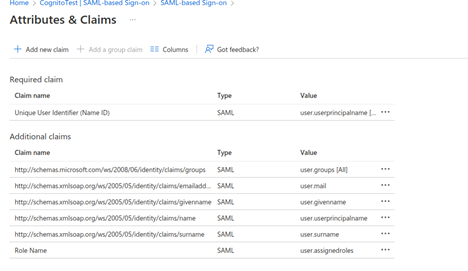 Home > CognitoTest | SAML-based Sign-on > SAML-based Sign-on >
Attributes & Claims ...
+ Add new claim + Add a group claim Columns | Got feedback?
Required claim
Claim name Type Value
Unique User Identifier (Name ID) SAML user.userprincipalname [... ...
Additional claims
Claim name Type Value
http://schemas.microsoft.com/ws/2008/06/identity/claims/groups SAML user.groups [All] ...
http://schemas.xmlsoap.org/ws/2005/05/identity/claims/emailadd... SAML user.mail ...
http://schemas.xmlsoap.org/ws/2005/05/identity/claims/givenname SAML user.givenname ...
http://schemas.xmlsoap.org/ws/2005/05/identity/claims/name SAML user.userprincipalname ...
http://schemas.xmlsoap.org/ws/2005/05/identity/claims/surname SAML user.surname ...
Role Name SAML user.assignedroles ...